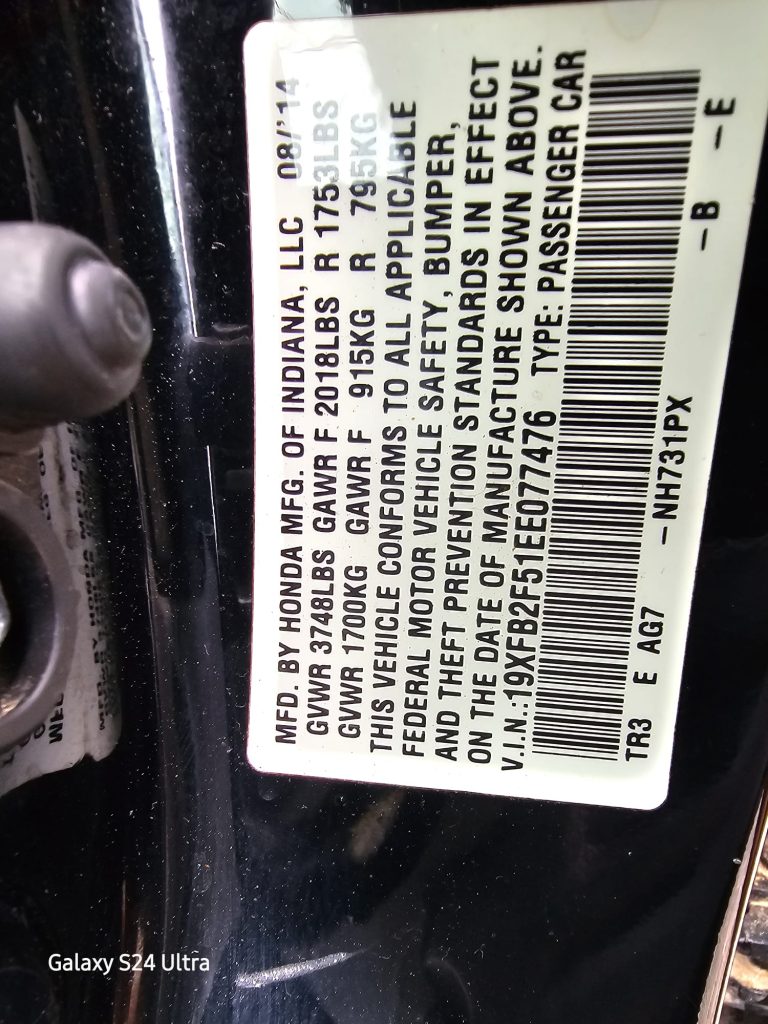 MFD. BY HONDA MFG. OF INDIANA, LLC 08/'14
GVWR 3748LBS GAWR F 2018LBS R 1753LBS
GVWR 1700KG GAWR F 915KG R 795KG
THIS VEHICLE CONFORMS TO ALL APPLICABLE
FEDERAL MOTOR VEHICLE SAFETY, BUMPER,
AND THEFT PREVENTION STANDARDS IN EFFECT
ON THE DATE OF MANUFACTURE SHOWN ABOVE.
V.I.N.:19XFB2F51EE077476 TYPE: PASSENGER CAR
TR3 E AG7 –NH731PX –B –E
Galaxy S24 Ultra